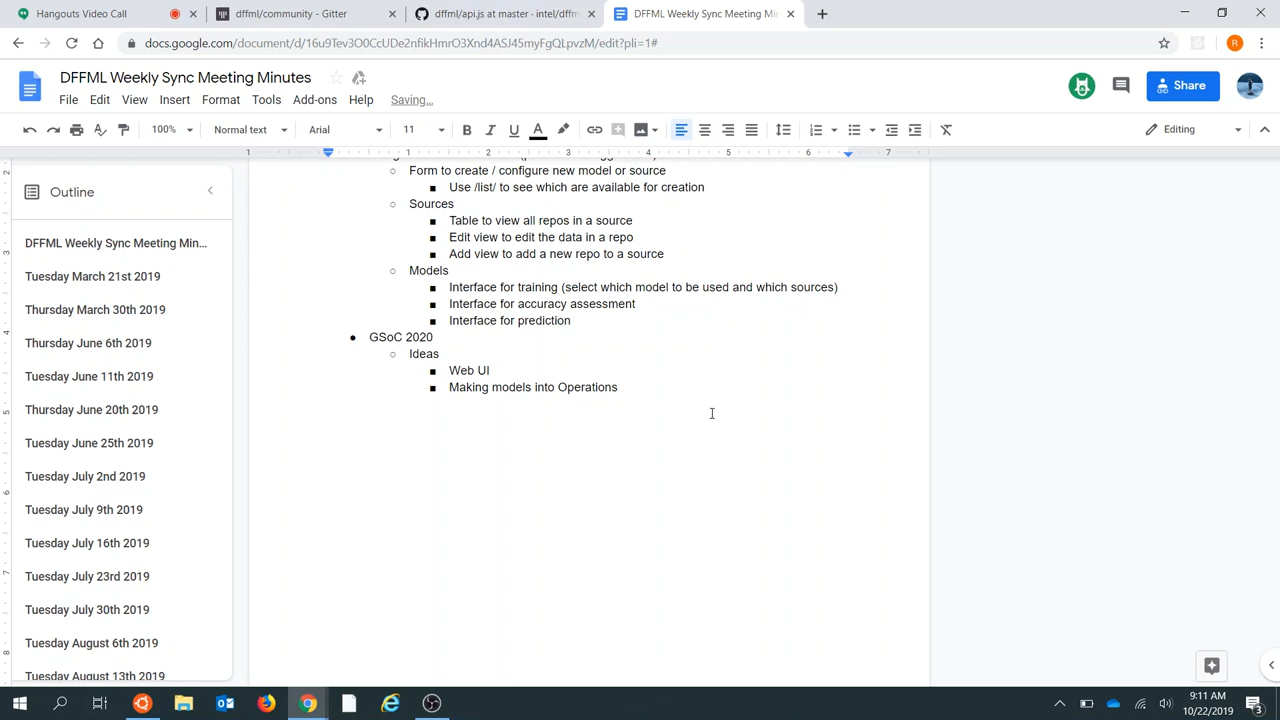 Hangouts Video Call
dffml/community - Gitter
dffml/api.js at master · intel/dffm
DFFML Weekly Sync Meeting Mi
docs.google.com/document/d/16u9Tev3O0CcUDe2nfikHmrO3Xnd4ASJ45myFgQLpvzM/edit?pli=1#
R
DFFML Weekly Sync Meeting Minutes
File Edit View Insert Format Tools Add-ons Help Saving...
Share
100% Normal text Arial 11 B I U A Editing
1 1 2 3 4 5 6 7
Outline
DFFML Weekly Sync Meeting Min...
Tuesday March 21st 2019
Thursday March 30th 2019
Thursday June 6th 2019
Tuesday June 11th 2019
Thursday June 20th 2019
Tuesday June 25th 2019
Tuesday July 2nd 2019
Tuesday July 9th 2019
Tuesday July 16th 2019
Tuesday July 23rd 2019
Tuesday July 30th 2019
Tuesday August 6th 2019
Tuesday August 13th 2019
Form to create / configure new model or source
Use /list/ to see which are available for creation
Sources
Table to view all repos in a source
Edit view to edit the data in a repo
Add view to add a new repo to a source
Models
Interface for training (select which model to be used and which sources)
Interface for accuracy assessment
Interface for prediction
GSoC 2020
Ideas
Web UI
Making models into Operations
9:11 AM
10/22/2019
3